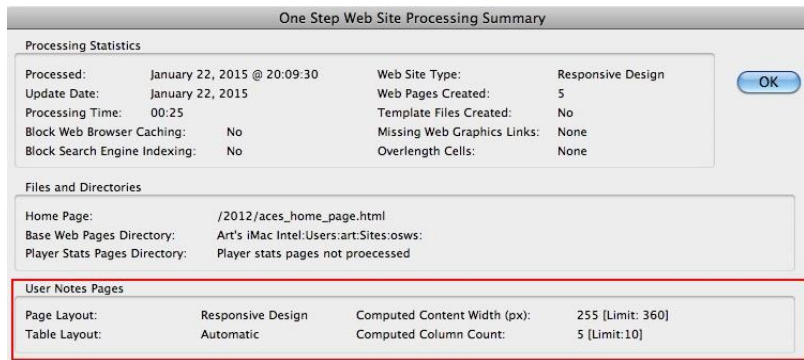 One Step Web Site Processing Summary
Processing Statistics
Processed: January 22, 2015 @ 20:09:30 Web Site Type: Responsive Design
Update Date: January 22, 2015 Web Pages Created: 5
Processing Time: 00:25 Template Files Created: No
Block Web Browser Caching: No Missing Web Graphics Links: None
Block Search Engine Indexing: No Overlength Cells: None
OK
Files and Directories
Home Page: /2012/aces_home_page.html
Base Web Pages Directory: Art's iMac Intel:Users:art:Sites:osws:
Player Stats Pages Directory: Player stats pages not proecessed
User Notes Pages
Page Layout: Responsive Design Computed Content Width (px): 255 [Limit: 360]
Table Layout: Automatic Computed Column Count: 5 [Limit:10]